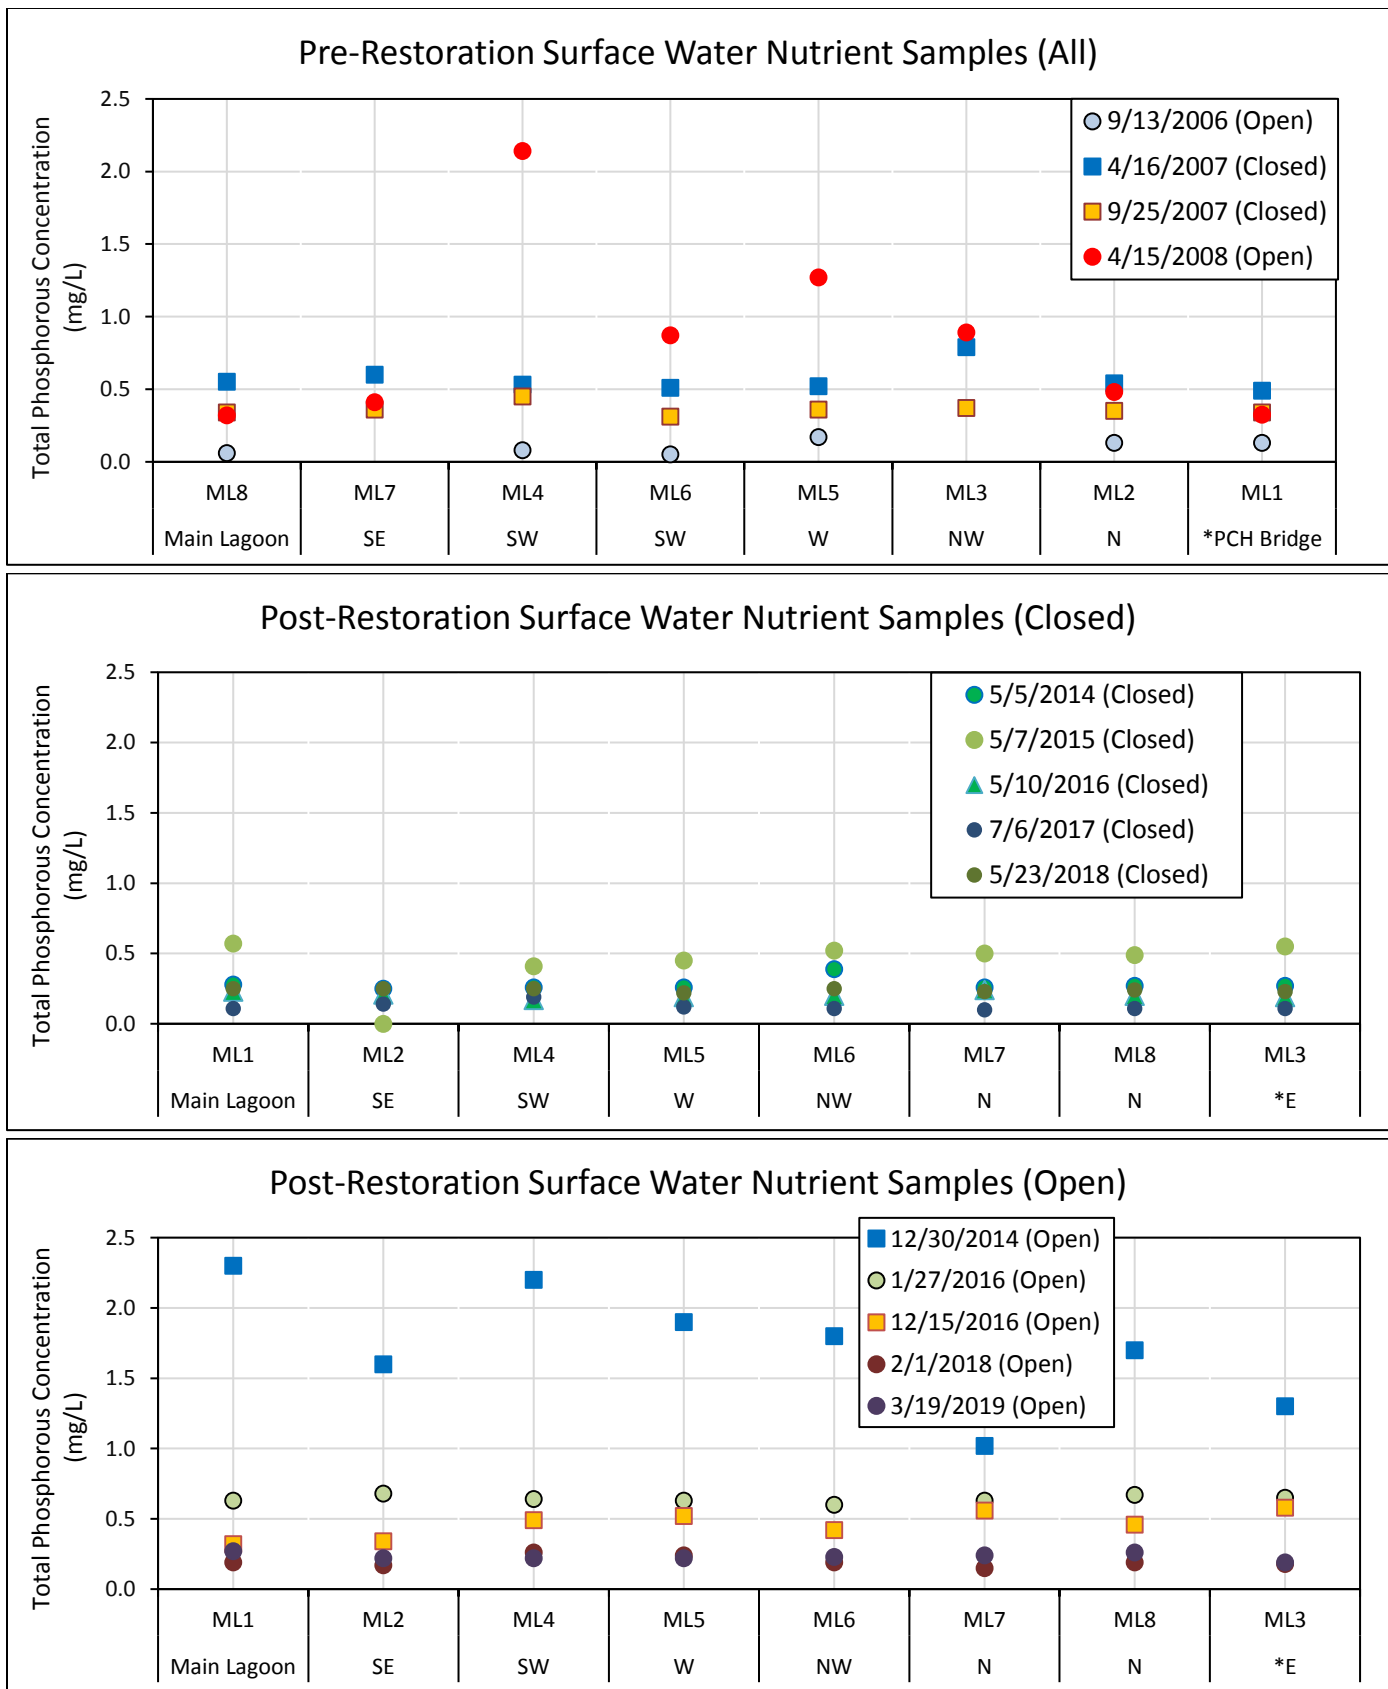 Pre-Restoration Surface Water Nutrient Samples (All)
Total Phosphorous Concentration
(mg/L)
2.5
2.0
1.5
1.0
0.5
0.0
9/13/2006 (Open)
4/16/2007 (Closed)
9/25/2007 (Closed)
4/15/2008 (Open)
ML8 ML7 ML4 ML6 ML5 ML3 ML2 ML1
Main Lagoon SE SW SW W NW N *PCH Bridge
Post-Restoration Surface Water Nutrient Samples (Closed)
Total Phosphorous Concentration
(mg/L)
2.5
2.0
1.5
1.0
0.5
0.0
5/5/2014 (Closed)
5/7/2015 (Closed)
5/10/2016 (Closed)
7/6/2017 (Closed)
5/23/2018 (Closed)
ML1 ML2 ML4 ML5 ML6 ML7 ML8 ML3
Main Lagoon SE SW W NW N N *E
Post-Restoration Surface Water Nutrient Samples (Open)
Total Phosphorous Concentration
(mg/L)
2.5
2.0
1.5
1.0
0.5
0.0
12/30/2014 (Open)
1/27/2016 (Open)
12/15/2016 (Open)
2/1/2018 (Open)
3/19/2019 (Open)
ML1 ML2 ML4 ML5 ML6 ML7 ML8 ML3
Main Lagoon SE SW W NW N N *E